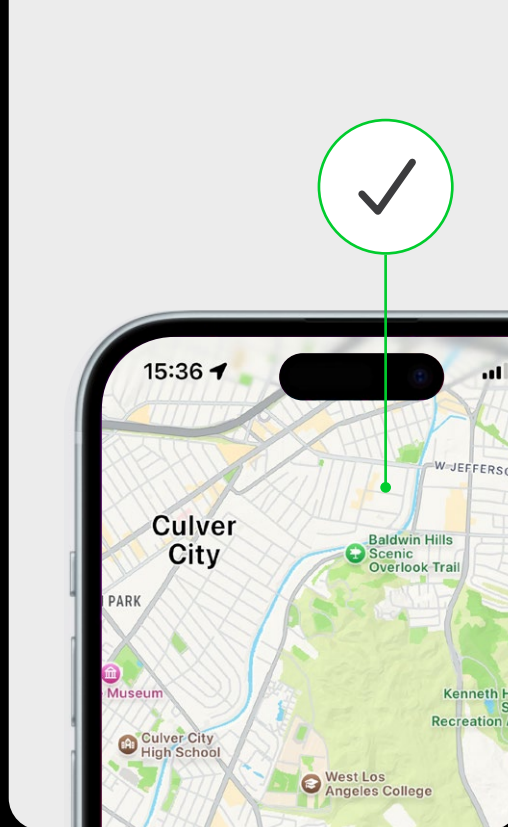 15:36
W JEFFERSO
Culver
City
Baldwin Hills
Scenic
Overlook Trail
PARK
Museum
Kenneth H
S
Recreation
Culver City
High School
West Los
Angeles College